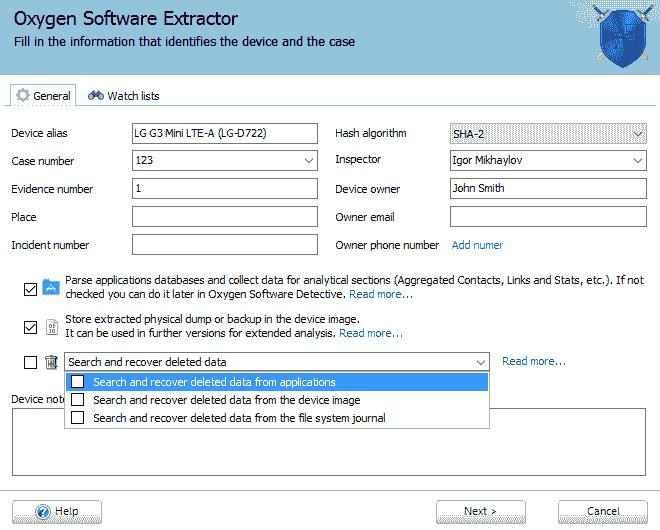 Oxygen Software Extractor
Fill in the information that identifies the device and the case
General
Watch lists
Device alias LG G3 Mini LTE-A (LG-D722) Hash algorithm SHA-2
Case number 123 Inspector Igor Mikhaylov
Evidence number 1 Device owner John Smith
Place Owner email
Incident number Owner phone number Add numer
Parse applications databases and collect data for analytical sections (Aggregated Contacts, Links and Stats, etc.). If not
checked you can do it later in Oxygen Software Detective. Read more...
Store extracted physical dump or backup in the device image.
It can be used in further versions for extended analysis. Read more...
Search and recover deleted data Read more...
Search and recover deleted data from applications
Device note Search and recover deleted data from the device image
Search and recover deleted data from the file system journal
Help Next > Cancel